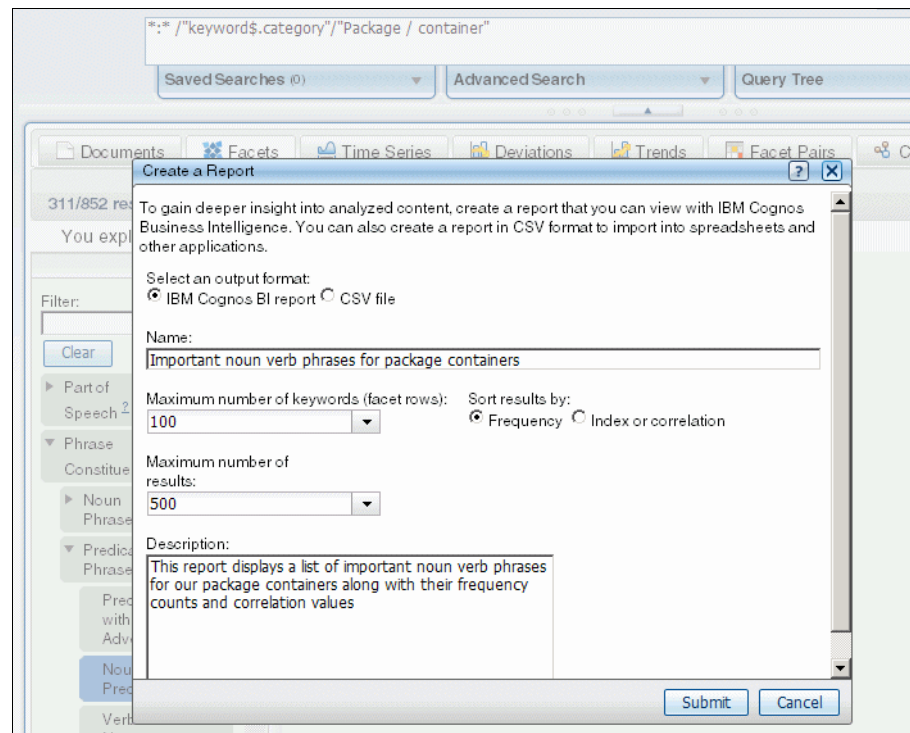 *:* /"keyword$.category"/"Package / container"
Saved Searches (0)
Advanced Search
Query Tree
Documents
Facets
Time Series
Deviations
Trends
Facet Pairs
C
Create a Report
?
X
311/852 res
You expl
To gain deeper insight into analyzed content, create a report that you can view with IBM Cognos
Business Intelligence. You can also create a report in CSV format to import into spreadsheets and
other applications.
Select an output format:
IBM Cognos BI report
CSV file
Filter:
Clear
Name:
Important noun verb phrases for package containers
Part of
Speech ?
Maximum number of keywords (facet rows):
100
Sort results by:
Frequency
Index or correlation
Phrase
Constitue
Maximum number of
results:
500
Noun
Phrase
Predica
Phrase
Description:
This report displays a list of important noun verb phrases
for our package containers along with their frequency
counts and correlation values
Pred
with
Adv
Nou
Pred
Verb
Submit
Cancel